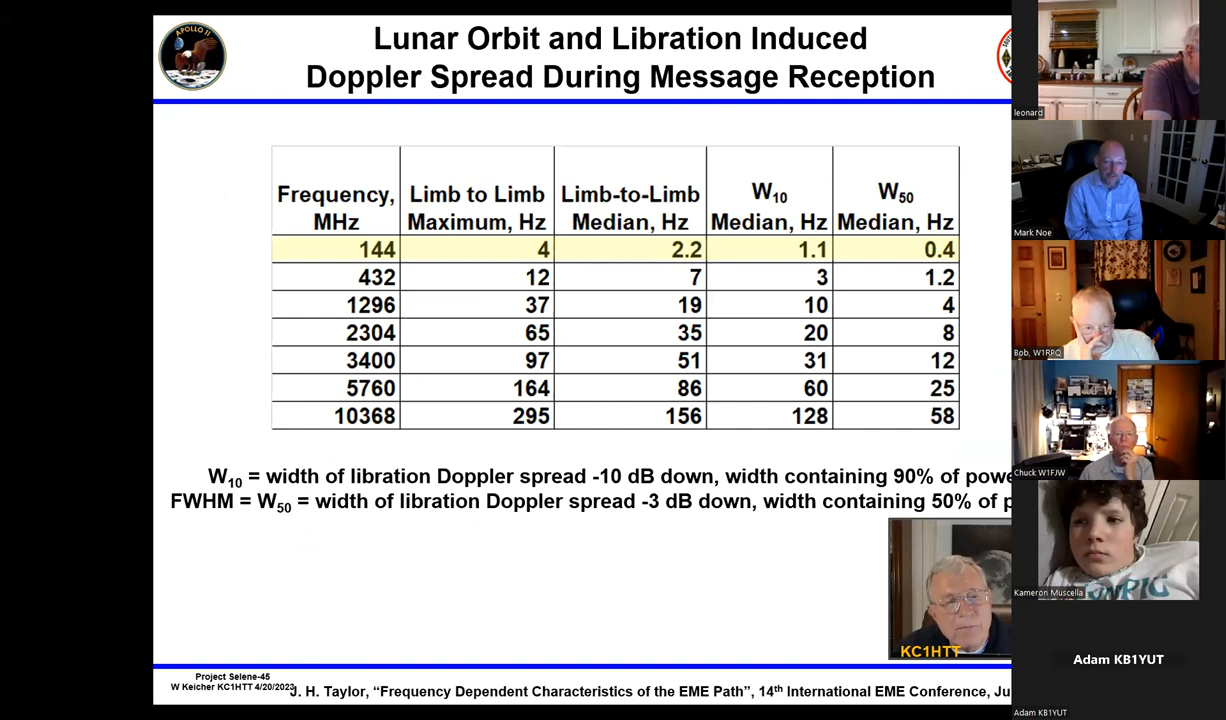 APOLLO 11
Lunar Orbit and Libration Induced
Doppler Spread During Message Reception
Frequency, MHz Limb to Limb Maximum, Hz Limb-to-Limb Median, Hz W10 Median, Hz W50 Median, Hz
144 4 2.2 1.1 0.4
432 12 7 3 1.2
1296 37 19 10 4
2304 65 35 20 8
3400 97 51 31 12
5760 164 86 60 25
10368 295 156 128 58
W10 = width of libration Doppler spread -10 dB down, width containing 90% of powe
FWHM = W50 = width of libration Doppler spread -3 dB down, width containing 50% of p
KC1HTT
Project Selene-45
W Keicher KC1HTT 4/20/2023
J. H. Taylor, “Frequency Dependent Characteristics of the EME Path”, 14th International EME Conference, Ju
leonard
Mark Noe
Bob, W1RPQ
Chuck W1FJW
Kameron Muscella
Adam KB1YUT
Adam KB1YUT